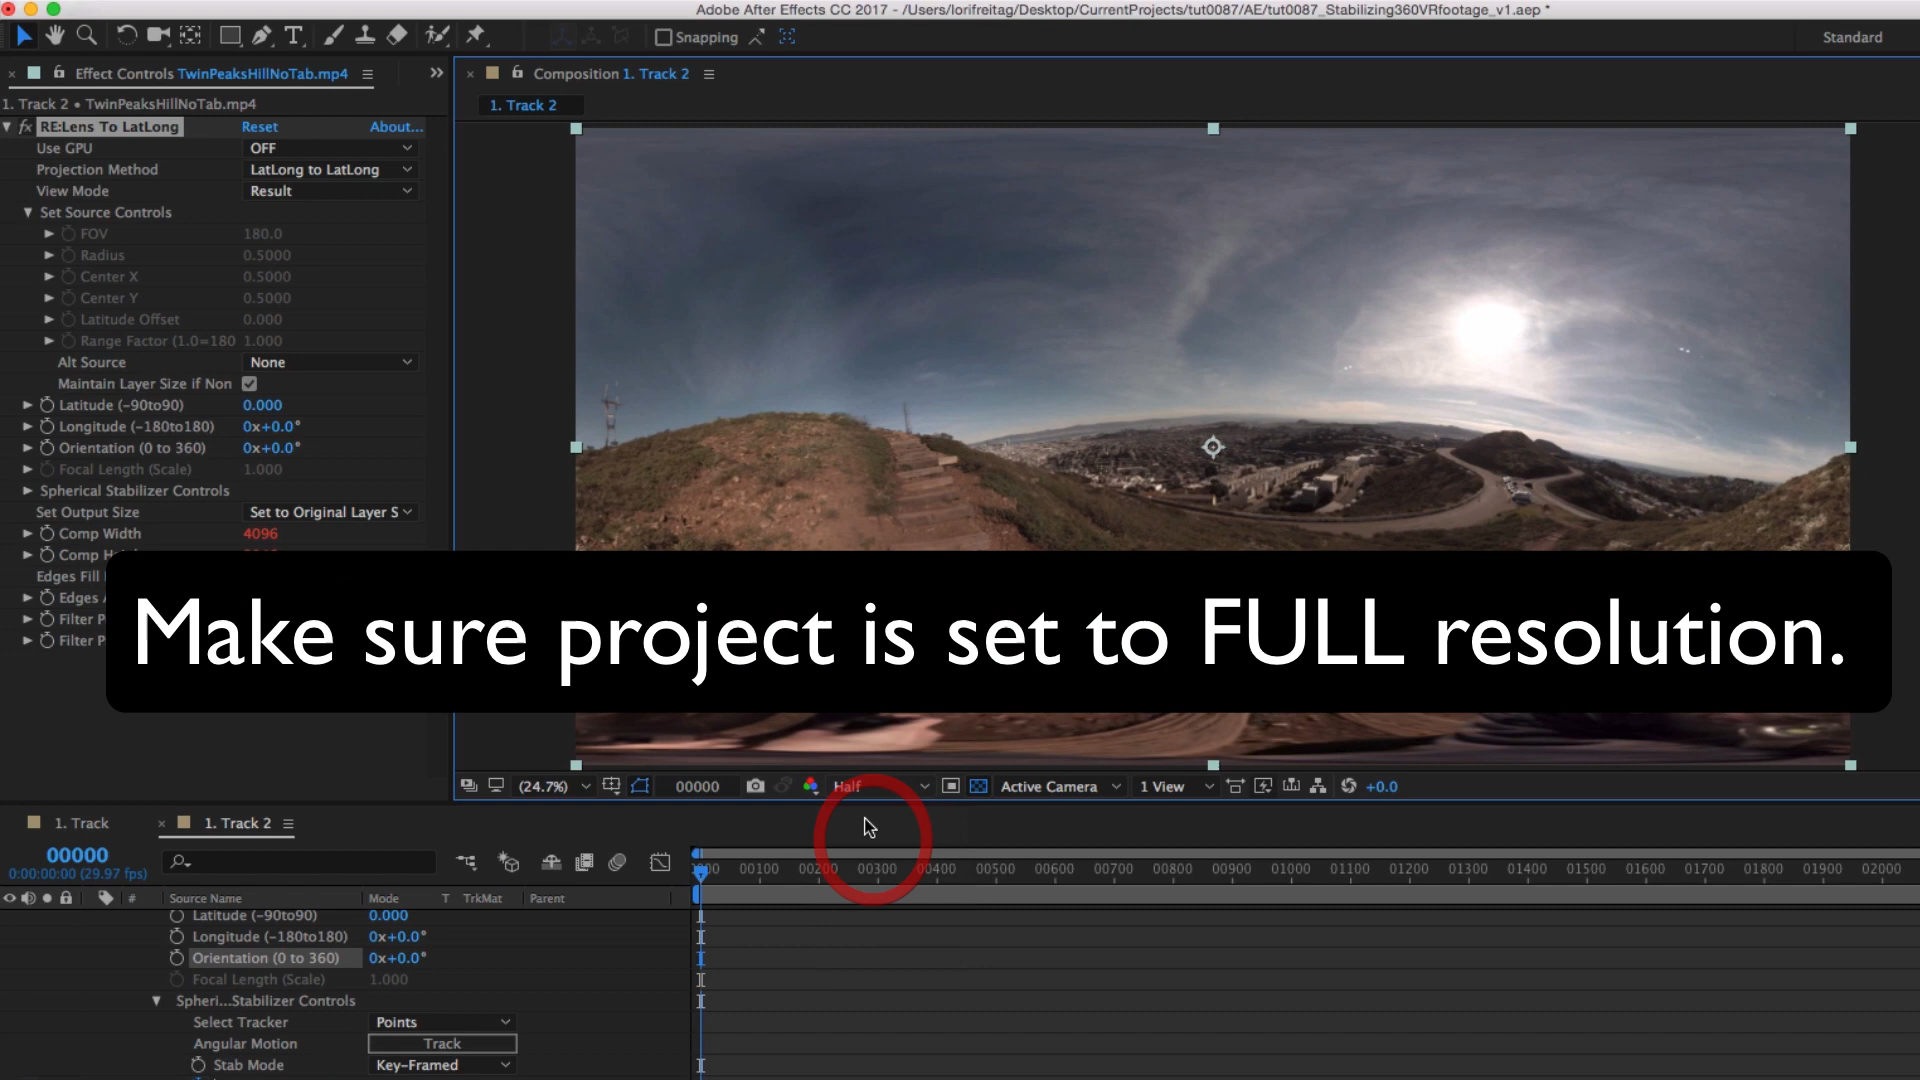 Adobe After Effects CC 2017 - /Users/lorifreitag/Desktop/CurrentProjects/tut0087/AE/tut0087_Stabilizing360VRfootage_v1.aep *
Snapping
Standard
Effect Controls TwinPeaksHillNoTab.mp4
Composition 1. Track 2
1. Track 2 • TwinPeaksHillNoTab.mp4
1. Track 2
fx RE:Lens To LatLong Reset About...
Use GPU OFF
Projection Method LatLong to LatLong
View Mode Result
Set Source Controls
FOV 180.0
Radius 0.5000
Center X 0.5000
Center Y 0.5000
Latitude Offset 0.000
Range Factor (1.0=180 1.000
Alt Source None
Maintain Layer Size if Non
Latitude (-90to90) 0.000
Longitude (-180to180) 0x+0.0°
Orientation (0 to 360) 0x+0.0°
Focal Length (Scale) 1.000
Spherical Stabilizer Controls
Set Output Size Set to Original Layer S
Comp Width 4096
Comp H
Edges Fill
Edges
Filter P
Filter P
Make sure project is set to FULL resolution.
(24.7%) 00000 Half Active Camera 1 View +0.0
1. Track 1. Track 2
00000
0:00:00:00 (29.97 fps)
00100 00200 00300 00400 00500 00600 00700 00800 00900 01000 01100 01200 01300 01400 01500 01600 01700 01800 01900 02000
# Source Name Mode T TrkMat Parent
Latitude (-90to90) 0.000
Longitude (-180to180) 0x+0.0°
Orientation (0 to 360) 0x+0.0°
Focal Length (Scale) 1.000
Spheri...Stabilizer Controls
Select Tracker Points
Angular Motion Track
Stab Mode Key-Framed